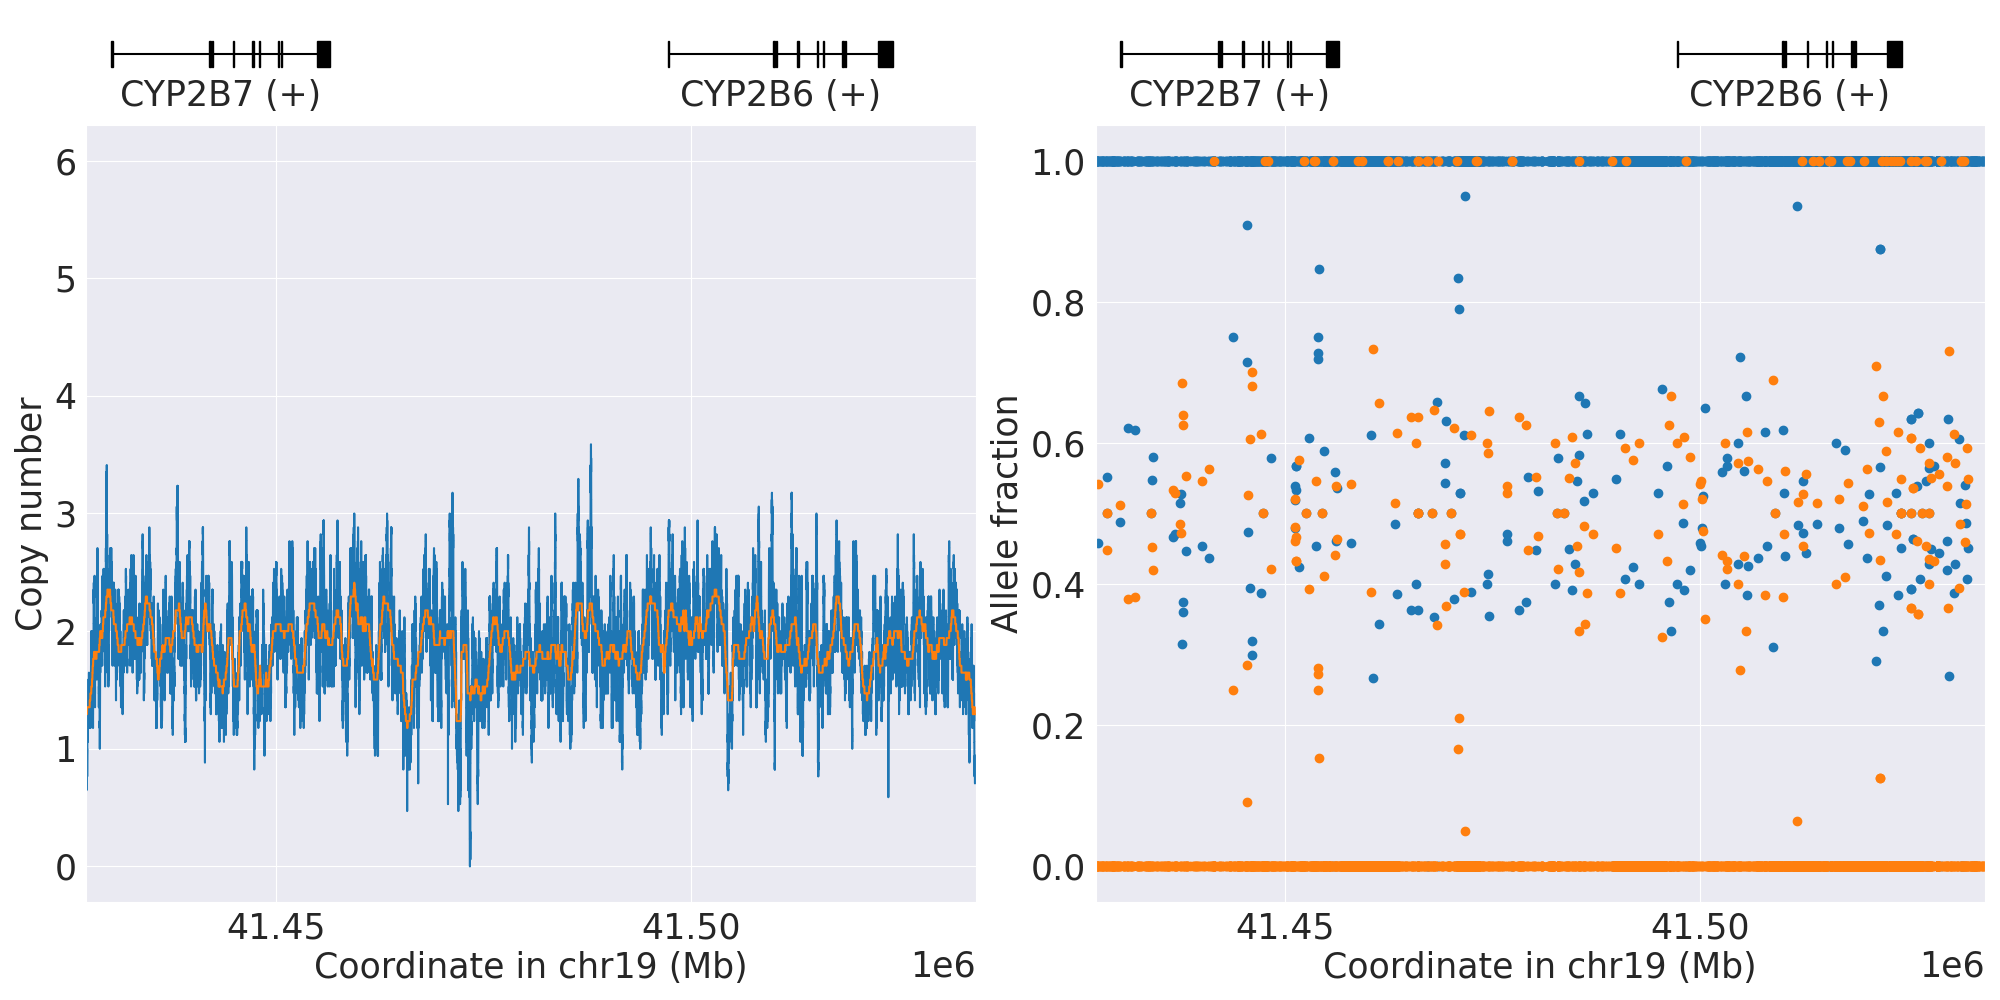 CYP2B7 (+)
CYP2B6 (+)
6
5
4
3
2
1
0
Copy number
41.45
41.50
Coordinate in chr19 (Mb)
1e6
CYP2B7 (+)
CYP2B6 (+)
1.0
0.8
0.6
0.4
0.2
0.0
Allele fraction
41.45
41.50
Coordinate in chr19 (Mb)
1e6